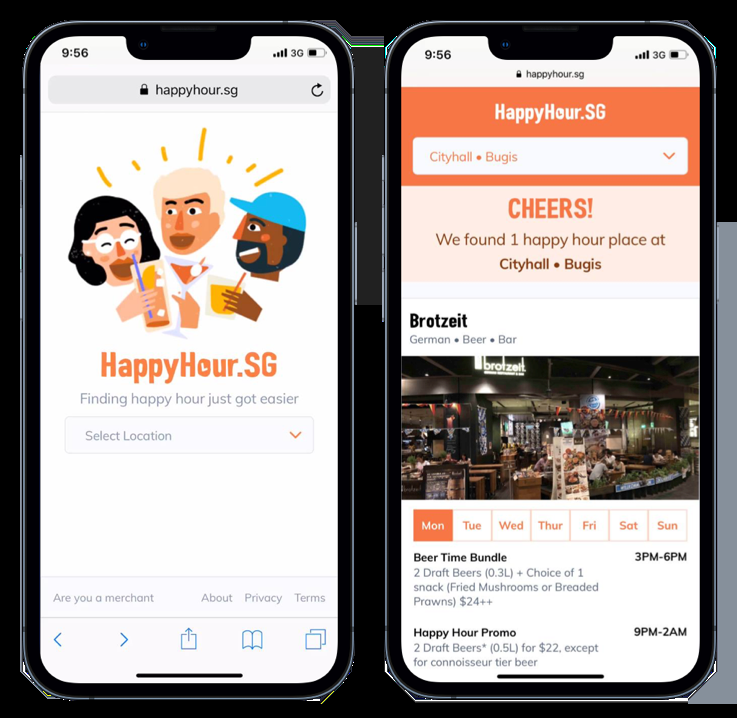 9:56
3G
happyhour.sg
HappyHour.SG
Finding happy hour just got easier
Select Location
Are you a merchant
About Privacy Terms
9:56
3G
happyhour.sg
HappyHour.SG
Cityhall • Bugis
CHEERS!
We found 1 happy hour place at
Cityhall • Bugis
Brotzeit
German • Beer • Bar
brotzeit
Mon Tue Wed Thur Fri Sat Sun
Beer Time Bundle 3PM-6PM
2 Draft Beers (0.3L) + Choice of 1
snack (Fried Mushrooms or Breaded
Prawns) $24++
Happy Hour Promo 9PM-2AM
2 Draft Beers* (0.5L) for $22, except
for connoisseur tier beer